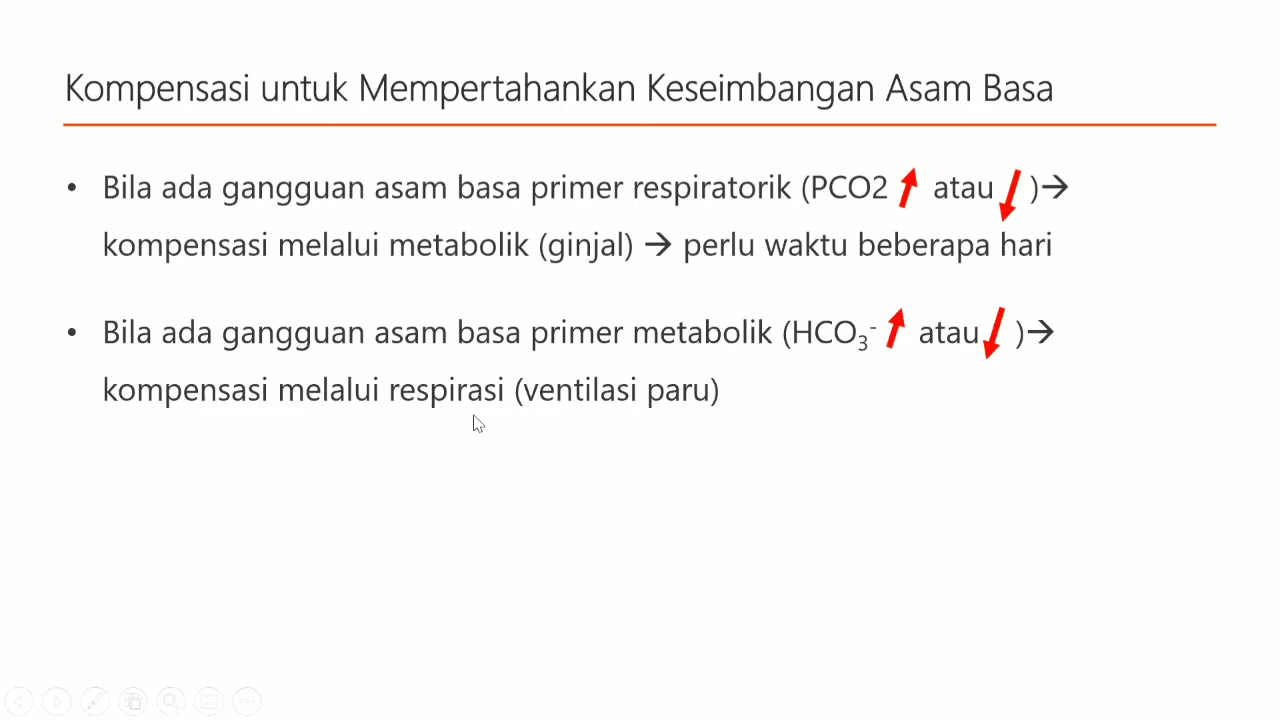 Kompensasi untuk Mempertahankan Keseimbangan Asam Basa
• Bila ada gangguan asam basa primer respiratorik (PCO2 ↑ atau ↓ )→
kompensasi melalui metabolik (ginjal) → perlu waktu beberapa hari
• Bila ada gangguan asam basa primer metabolik (HCO₃⁻ ↑ atau ↓ )→
kompensasi melalui respirasi (ventilasi paru)